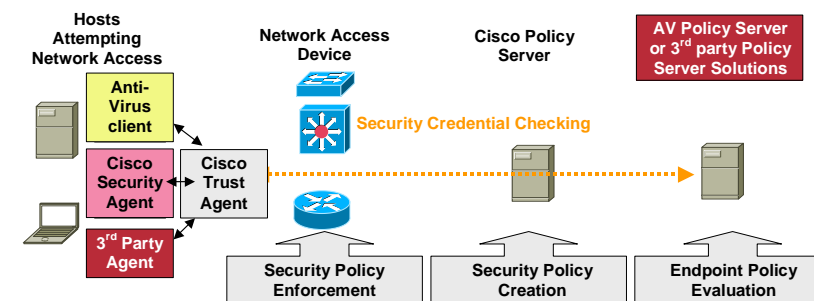 Hosts
Attempting
Network Access
Network Access
Device
Cisco Policy
Server
AV Policy Server
or 3rd party Policy
Server Solutions
Anti-
Virus
client
Cisco
Security
Agent
Cisco
Trust
Agent
3rd Party
Agent
Security Credential Checking
Security Policy
Enforcement
Security Policy
Creation
Endpoint Policy
Evaluation